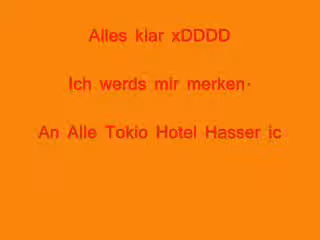 Alles klar xDDDD
Ich werds mir merken.
An Alle Tokio Hotel Hasser ic